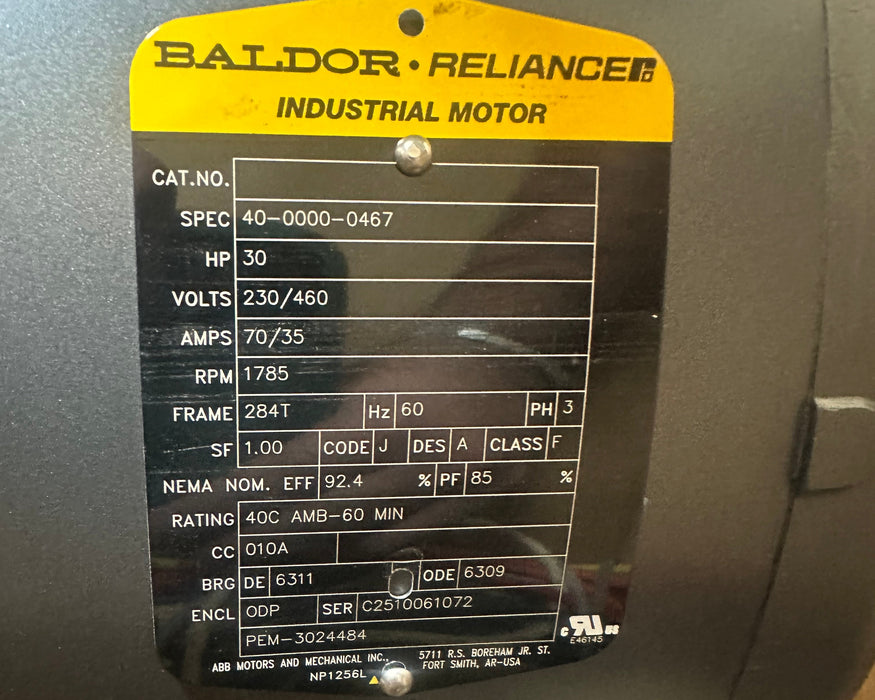 BALDOR • RELIANCE
INDUSTRIAL MOTOR
CAT.NO.
SPEC 40-0000-0467
HP 30
VOLTS 230/460
AMPS 70/35
RPM 1785
FRAME 284T Hz 60 PH 3
SF 1.00 CODE J DES A CLASS F
NEMA NOM. EFF 92.4 % PF 85 %
RATING 40C AMB-60 MIN
CC 010A
BRG DE 6311 ODE 6309
ENCL ODP SER C2510061072
PEM-3024484
c RU us
E46145
ABB MOTORS AND MECHANICAL INC., 5711 R.S. BOREHAM JR. ST.
NP1256L FORT SMITH, AR-USA